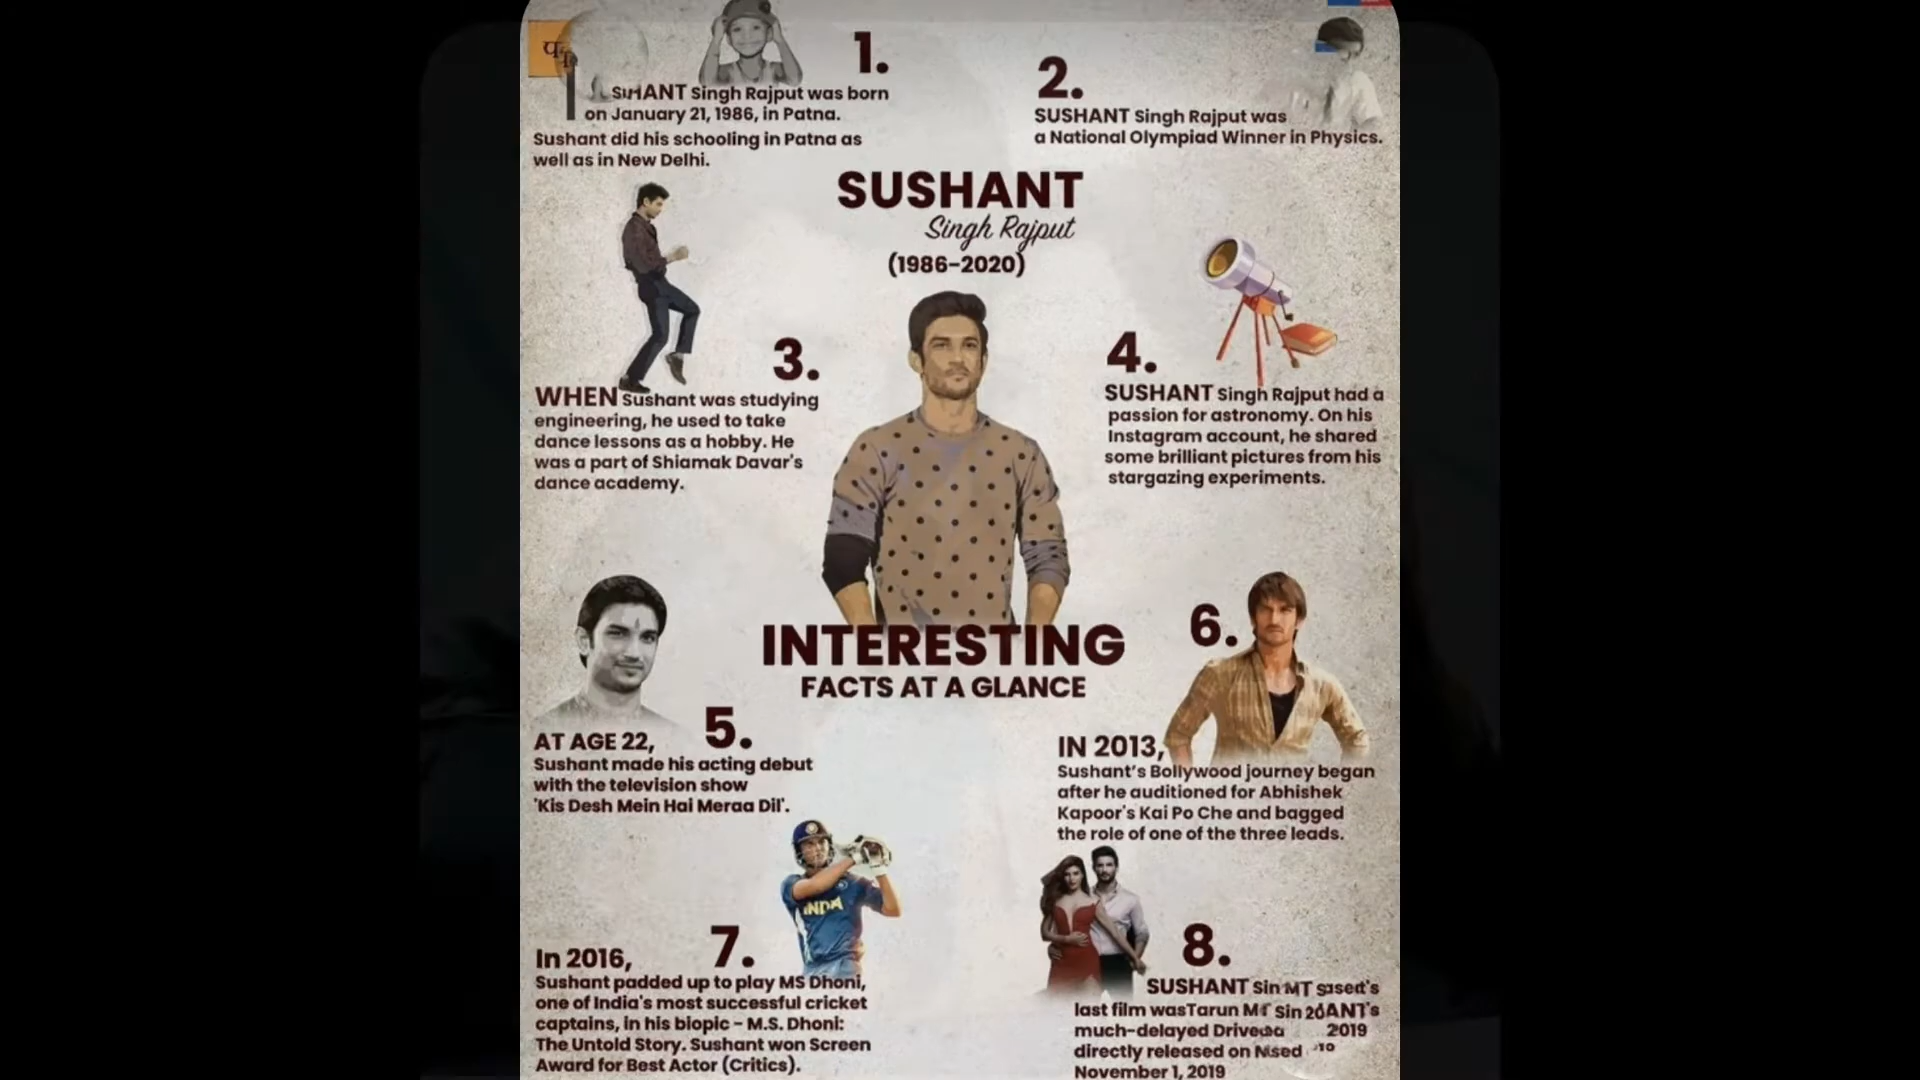 1.
SUSHANT Singh Rajput was born
on January 21, 1986, in Patna.
Sushant did his schooling in Patna as
well as in New Delhi.
2.
SUSHANT Singh Rajput was
a National Olympiad Winner in Physics.
SUSHANT
Singh Rajput
(1986-2020)
3.
WHEN Sushant was studying
engineering, he used to take
dance lessons as a hobby. He
was a part of Shiamak Davar's
dance academy.
4.
SUSHANT Singh Rajput had a
passion for astronomy. On his
Instagram account, he shared
some brilliant pictures from his
stargazing experiments.
INTERESTING
FACTS AT A GLANCE
5.
AT AGE 22,
Sushant made his acting debut
with the television show
'Kis Desh Mein Hai Meraa Dil'.
6.
IN 2013,
Sushant's Bollywood journey began
after he auditioned for Abhishek
Kapoor's Kai Po Che and bagged
the role of one of the three leads.
INDIA
7.
In 2016,
Sushant padded up to play MS Dhoni,
one of India's most successful cricket
captains, in his biopic - M.S. Dhoni:
The Untold Story. Sushant won Screen
Award for Best Actor (Critics).
8.
SUSHANT
last film was Tarun
much-delayed 2019
directly released on
November 1, 2019